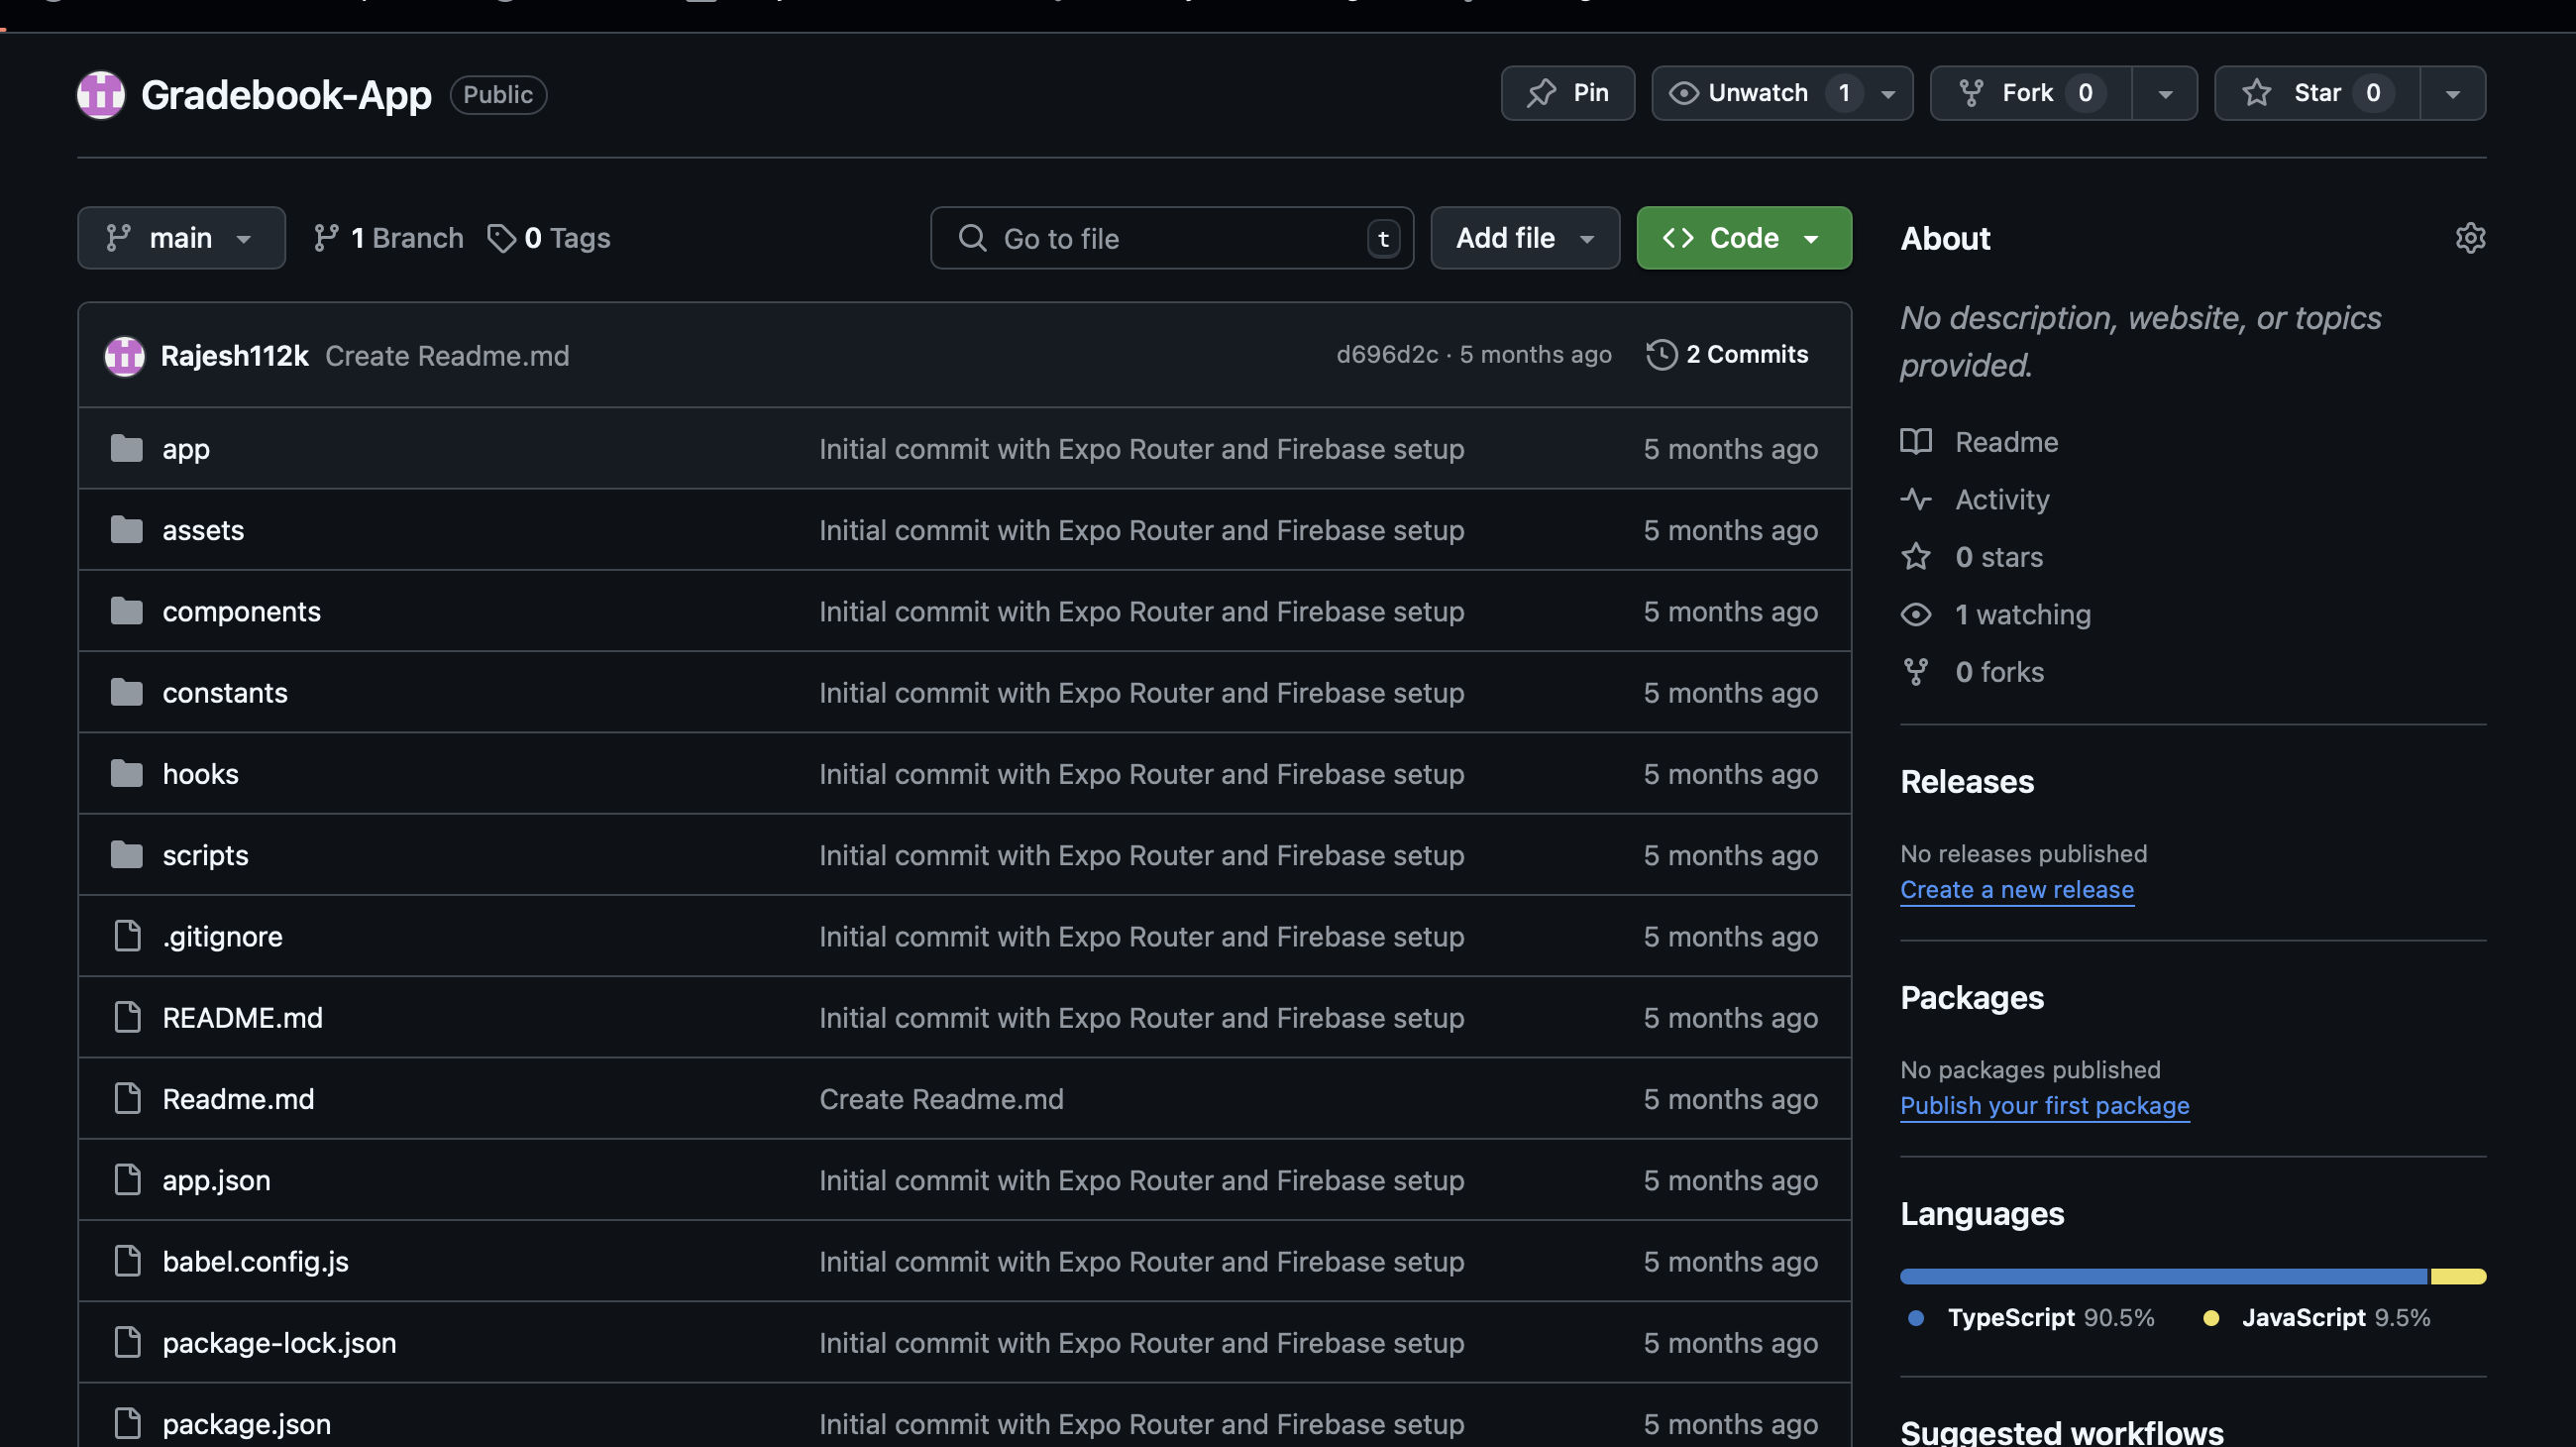 Gradebook-App Public Pin Unwatch 1 Fork 0 Star 0
main 1 Branch 0 Tags Go to file t Add file Code
Rajesh112k Create Readme.md d696d2c · 5 months ago 2 Commits
app Initial commit with Expo Router and Firebase setup 5 months ago
assets Initial commit with Expo Router and Firebase setup 5 months ago
components Initial commit with Expo Router and Firebase setup 5 months ago
constants Initial commit with Expo Router and Firebase setup 5 months ago
hooks Initial commit with Expo Router and Firebase setup 5 months ago
scripts Initial commit with Expo Router and Firebase setup 5 months ago
.gitignore Initial commit with Expo Router and Firebase setup 5 months ago
README.md Initial commit with Expo Router and Firebase setup 5 months ago
Readme.md Create Readme.md 5 months ago
app.json Initial commit with Expo Router and Firebase setup 5 months ago
babel.config.js Initial commit with Expo Router and Firebase setup 5 months ago
package-lock.json Initial commit with Expo Router and Firebase setup 5 months ago
package.json Initial commit with Expo Router and Firebase setup 5 months ago
About
No description, website, or topics
provided.
Readme
Activity
0 stars
1 watching
0 forks
Releases
No releases published
Create a new release
Packages
No packages published
Publish your first package
Languages
TypeScript 90.5% JavaScript 9.5%
Suggested workflows